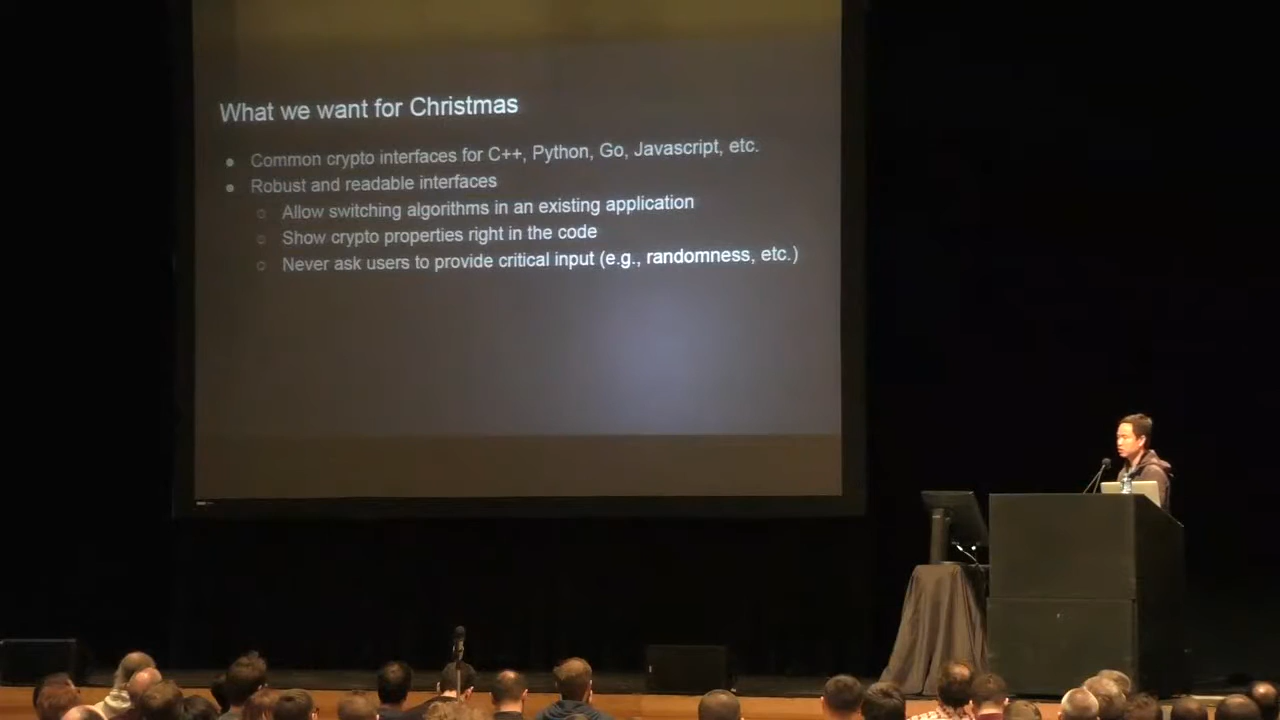 What we want for Christmas
● Common crypto interfaces for C++, Python, Go, Javascript, etc.
● Robust and readable interfaces
○ Allow switching algorithms in an existing application
○ Show crypto properties right in the code
○ Never ask users to provide critical input (e.g., randomness, etc.)